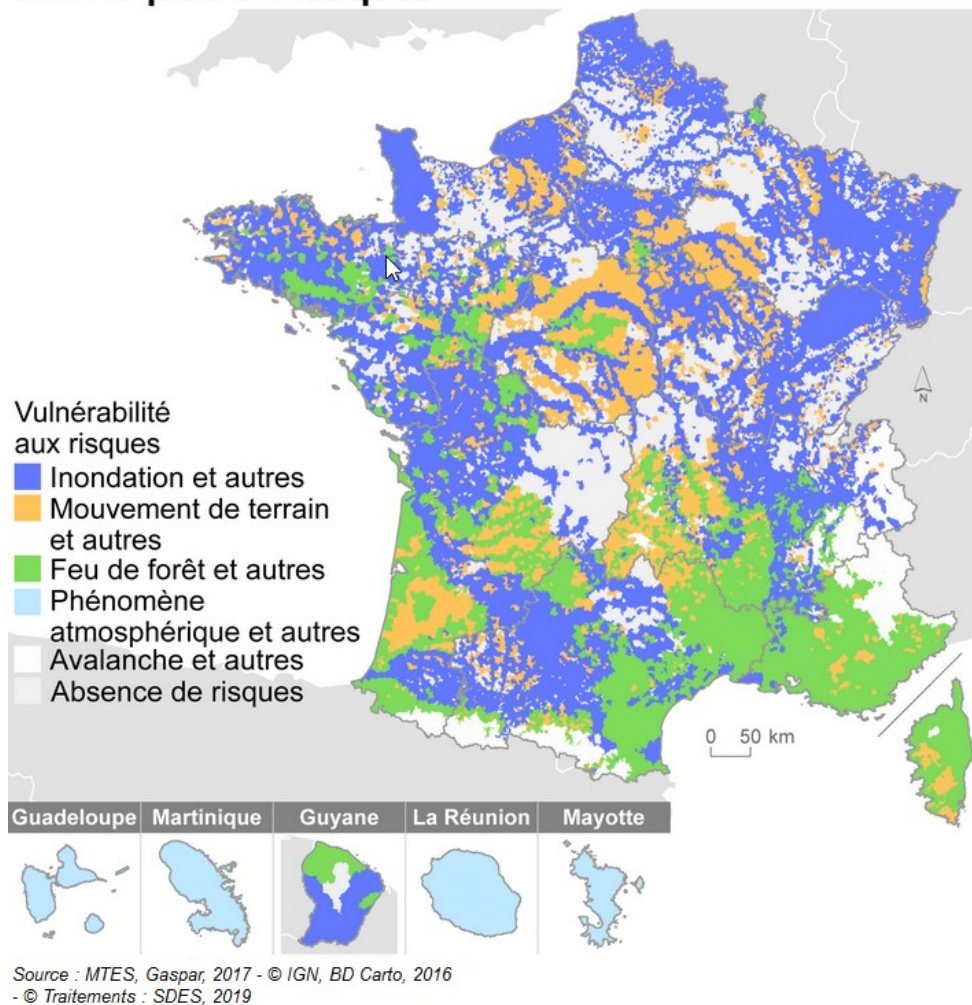 Vulnérabilité
aux risques
Inondation et autres
Mouvement de terrain
et autres
Feu de forêt et autres
Phénomène
atmosphérique et autres
Avalanche et autres
Absence de risques
N
0 50 km
Guadeloupe Martinique Guyane La Réunion Mayotte
Source : MTES, Gaspar, 2017 - © IGN, BD Carto, 2016
- © Traitements : SDES, 2019